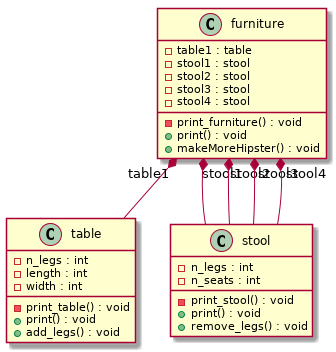 C furniture
table1 : table
stool1 : stool
stool2 : stool
stool3 : stool
stool4 : stool
print_furniture() : void
print() : void
makeMoreHipster() : void
table1 stool1 stool2 stool3 stool4
C table
n_legs : int
length : int
width : int
print_table() : void
print() : void
add_legs() : void
C stool
n_legs : int
n_seats : int
print_stool() : void
print() : void
remove_legs() : void